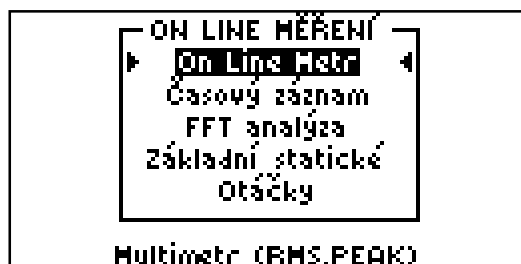 ON LINE MĚŘENÍ
On Line Metr
Časový záznam
FFT analýza
Základní statické
Otáčky
Multimetr (RMS,PEAK)